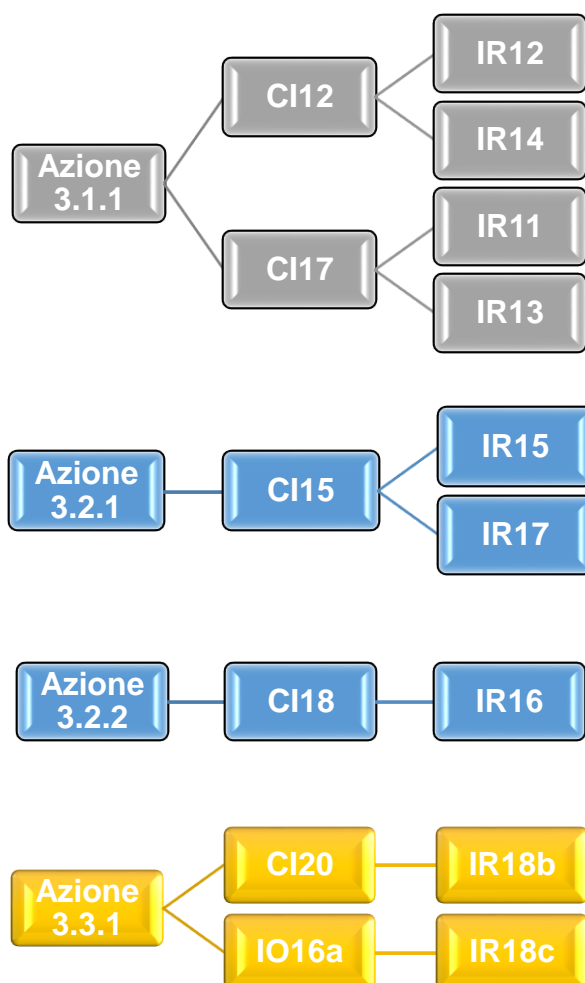 Azione
3.1.1
CI12
IR12
IR14
CI17
IR11
IR13
Azione
3.2.1
CI15
IR15
IR17
Azione
3.2.2
CI18
IR16
Azione
3.3.1
CI20
IR18b
IO16a
IR18c